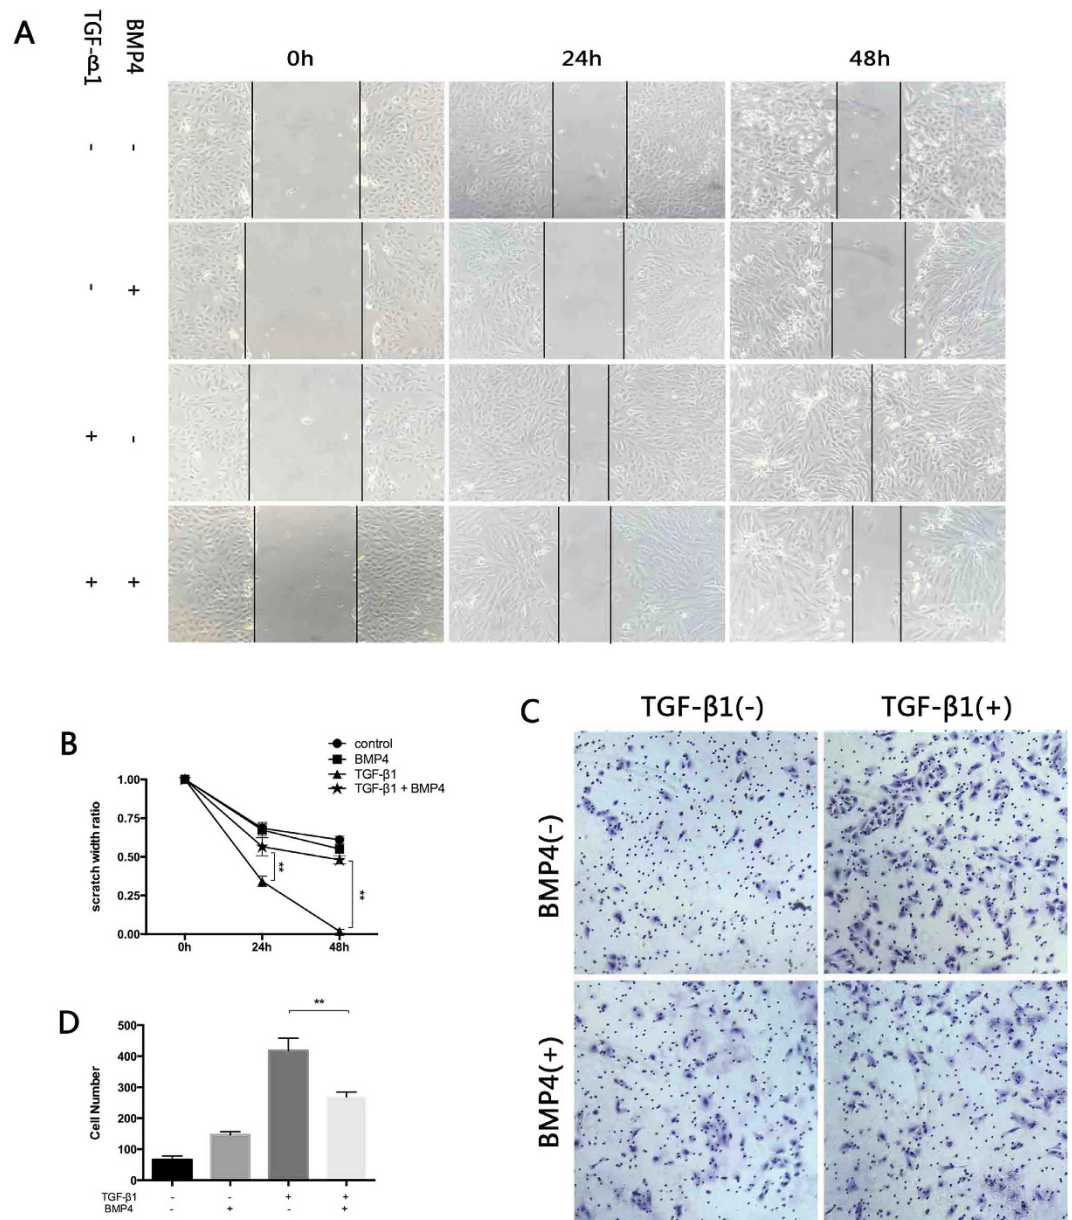 A
TGF-β1
BMP4
0h
24h
48h
- -
- +
+ -
+ +
B
control
BMP4
TGF-β1
TGF-β1 + BMP4
scratch width ratio
1.00
0.75
0.50
0.25
0.00
0h
24h
48h
**
**
C
TGF-β1(-)
TGF-β1(+)
BMP4(-)
BMP4(+)
D
**
Cell Number
500
400
300
200
100
0
TGF-β1 - - + +
BMP4 - + - +